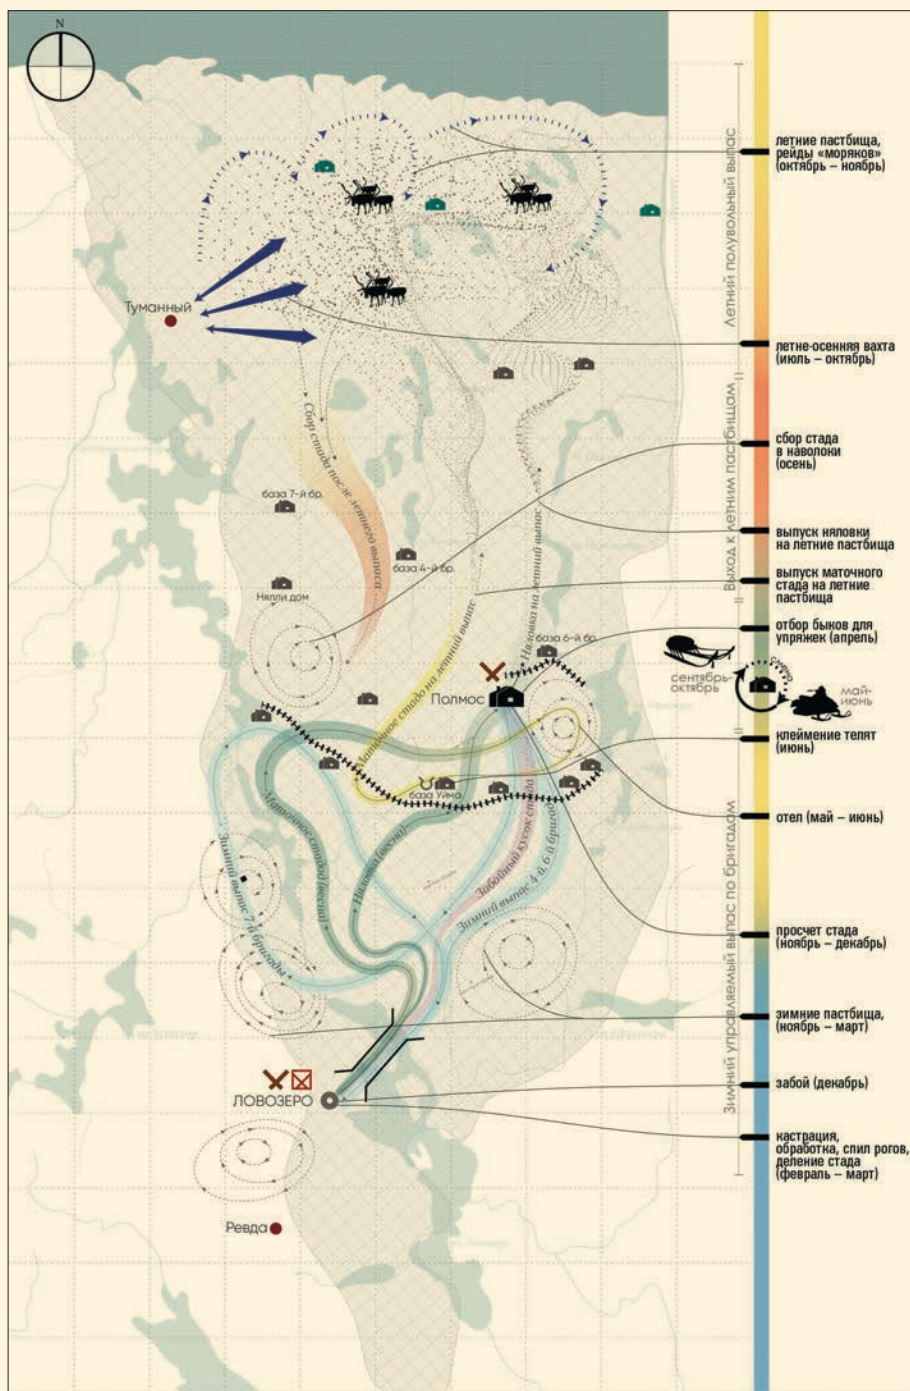 N
летние пастбища,
рейды «моряков»
(октябрь – ноябрь)
Летний полувольный выпас
Туманный
летне-осенняя вахта
(июль – октябрь)
Сбор стада после летнего выпаса
сбор стада
в наволоки
(осень)
Выход к летним пастбищам
база 7-й бр.
база 4-й бр.
Нялли дом
выпуск няловки
на летние пастбища
выпуск маточного
стада на летние
пастбища
Няловка на летний выпас
Маточное стадо на летний выпас
база 6-й бр.
отбор быков для
упряжек (апрель)
Полмос
сентябрь-
октябрь
смена
май-
июнь
клеймение телят
(июнь)
база Уйма
отел (май – июнь)
Зимний управляемый выпас по бригадом
Зимний выпас 7-й бригады
Маточное стадо (весна)
Няловка (весна)
Забойный кусок стада
Зимний выпас 4-й, 6-й бригад
просчет стада
(ноябрь – декабрь)
зимние пастбища,
(ноябрь – март)
забой (декабрь)
ЛОВОЗЕРО
кастрация,
обработка, спил рогов,
деление стада
(февраль – март)
Ревда